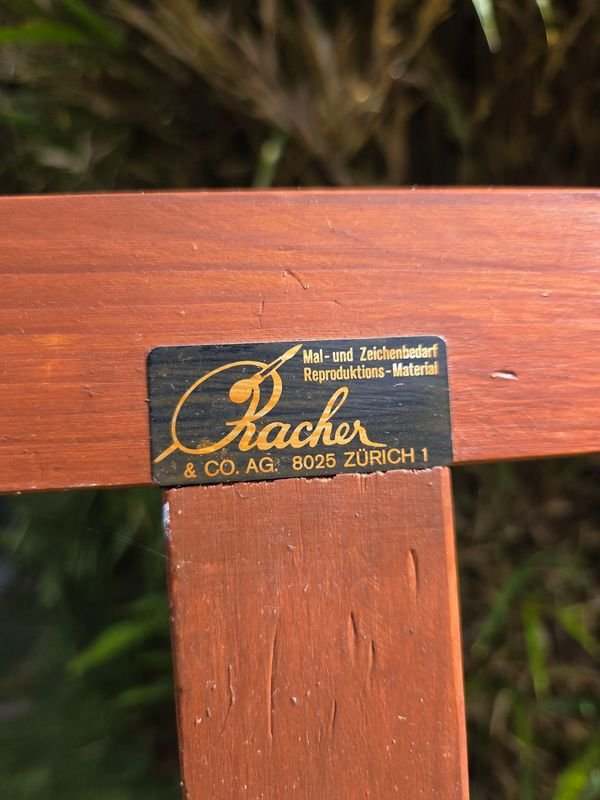 Mal- und Zeichenbedarf
Reproduktions-Material
Racher
& CO. AG. 8025 ZÜRICH 1